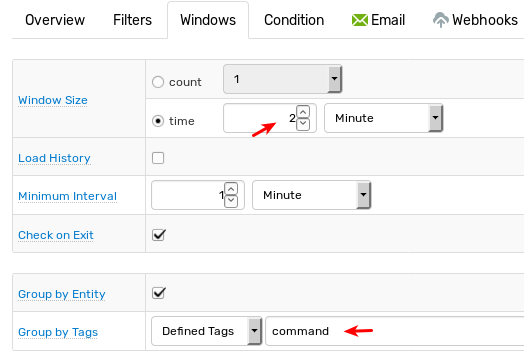 Overview Filters Windows Condition Email Webhooks
Window Size
count 1
time 2 Minute
Load History
Minimum Interval 1 Minute
Check on Exit
Group by Entity
Group by Tags Defined Tags command